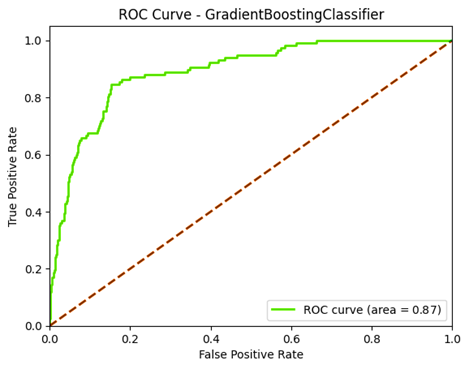 ROC Curve - GradientBoostingClassifier
True Positive Rate
1.0
0.8
0.6
0.4
0.2
0.0
0.0 0.2 0.4 0.6 0.8 1.0
False Positive Rate
ROC curve (area = 0.87)